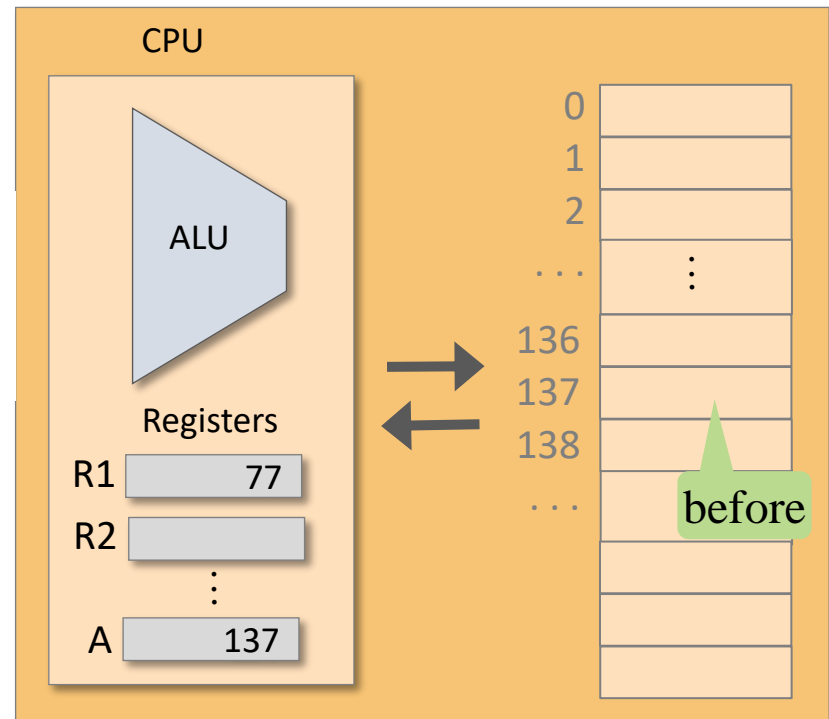 CPU
ALU
Registers
R1 77
R2
⋮
A 137
0
1
2
. . . ⋮
136
137
138
. . .
before